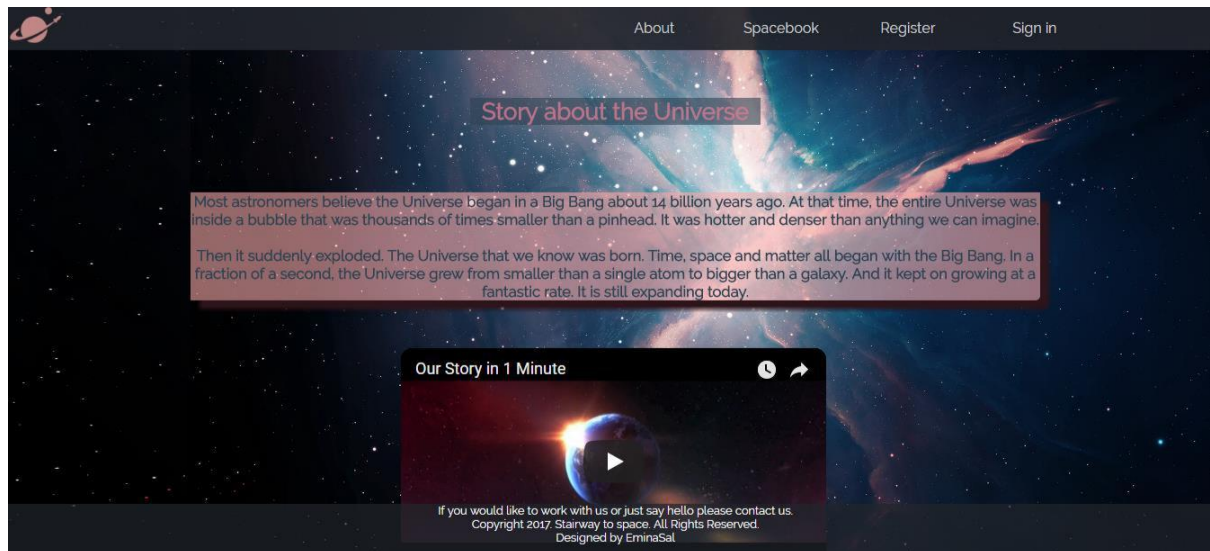 About Spacebook Register Sign in
Story about the Universe
Most astronomers believe the Universe began in a Big Bang about 14 billion years ago. At that time, the entire Universe was
inside a bubble that was thousands of times smaller than a pinhead. It was hotter and denser than anything we can imagine.
Then it suddenly exploded. The Universe that we know was born. Time, space and matter all began with the Big Bang. In a
fraction of a second, the Universe grew from smaller than a single atom to bigger than a galaxy. And it kept on growing at a
fantastic rate. It is still expanding today.
Our Story in 1 Minute
If you would like to work with us or just say hello please contact us.
Copyright 2017. Stairway to space. All Rights Reserved.
Designed by EminaSal